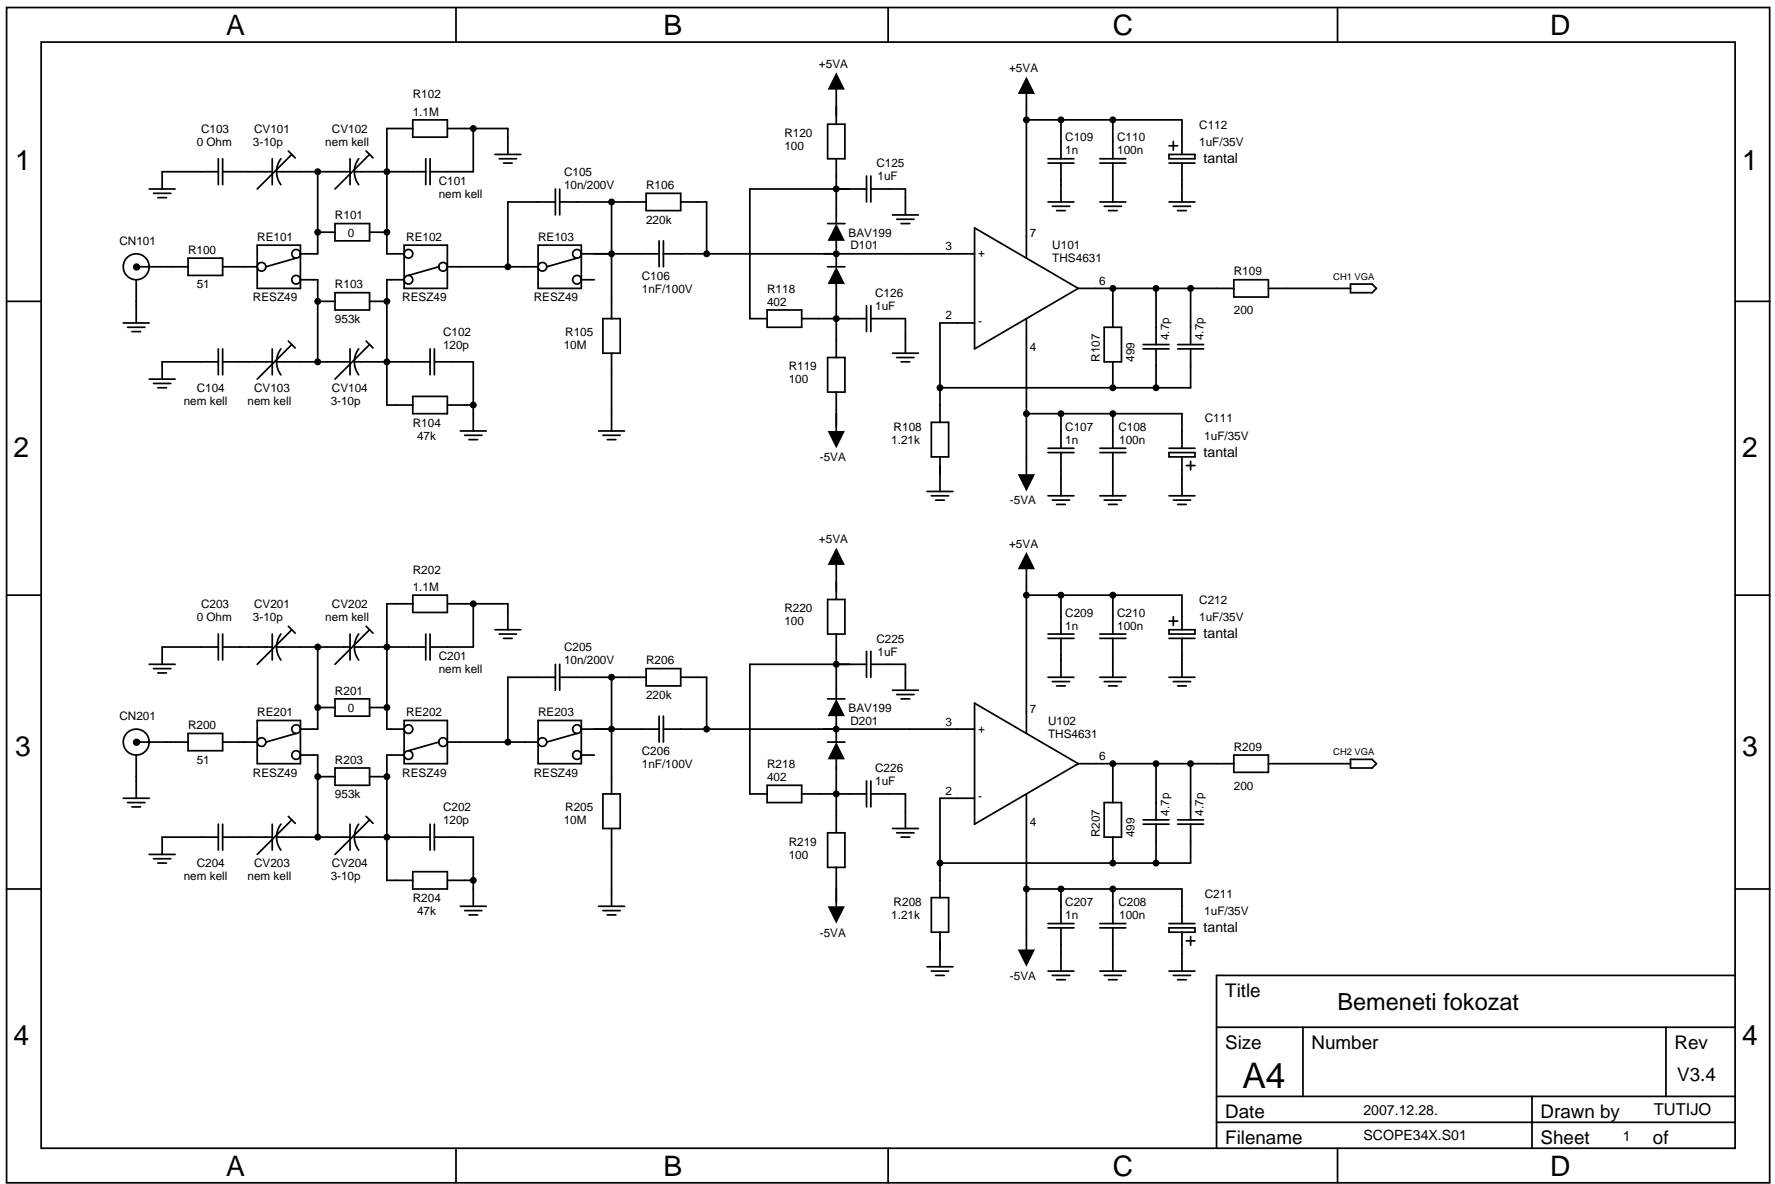 A B C D
1 1
2 2
3 3
4 4
A B C D
R102
1.1M
C103
0 Ohm
CV101
3-10p
CV102
nem kell
C101
nem kell
R101
0
CN101
R100
51
RE101
RESZ49
RE102
RESZ49
R103
953k
C102
120p
C104
nem kell
CV103
nem kell
CV104
3-10p
R104
47k
C105
10n/200V
R106
220k
RE103
RESZ49
C106
1nF/100V
R105
10M
+5VA
R120
100
C125
1uF
BAV199
D101
R118
402
C126
1uF
R119
100
-5VA
+5VA
C109
1n
C110
100n
C112
1uF/35V
+
tantal
7
3
+
U101
THS4631
6
2
-
4
R107
499
4.7p
4.7p
R109
200
CH1 VGA
R108
1.21k
C107
1n
C108
100n
C111
1uF/35V
tantal
+
-5VA
R202
1.1M
C203
0 Ohm
CV201
3-10p
CV202
nem kell
C201
nem kell
R201
0
CN201
R200
51
RE201
RESZ49
RE202
RESZ49
R203
953k
C202
120p
C204
nem kell
CV203
nem kell
CV204
3-10p
R204
47k
C205
10n/200V
R206
220k
RE203
RESZ49
C206
1nF/100V
R205
10M
+5VA
R220
100
C225
1uF
BAV199
D201
R218
402
C226
1uF
R219
100
-5VA
+5VA
C209
1n
C210
100n
C212
1uF/35V
+
tantal
7
3
+
U102
THS4631
6
2
-
4
R207
499
4.7p
4.7p
R209
200
CH2 VGA
R208
1.21k
C207
1n
C208
100n
C211
1uF/35V
tantal
+
-5VA
Title Bemeneti fokozat
Size Number Rev
A4 V3.4
Date 2007.12.28. Drawn by TUTIJO
Filename SCOPE34X.S01 Sheet 1 of